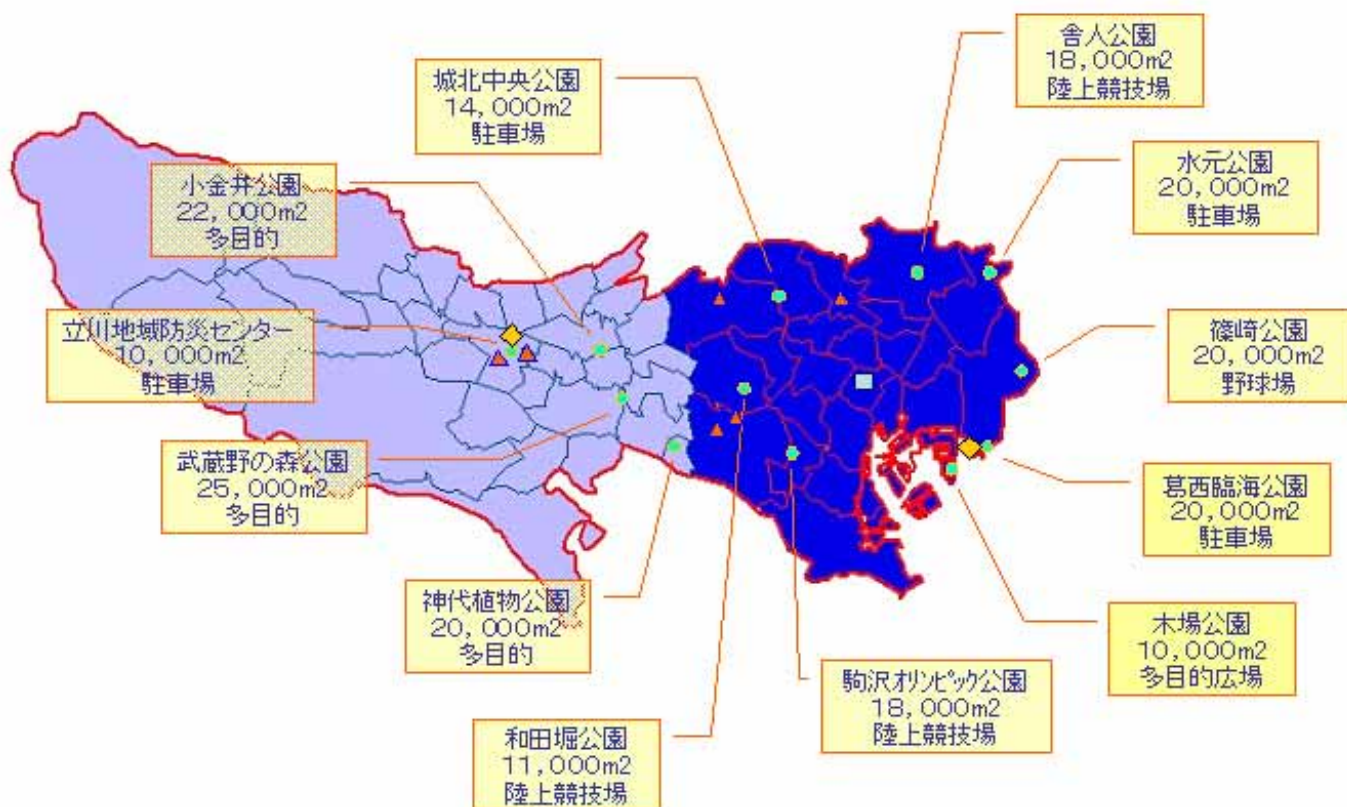 舎人公園
18,000m2
陸上競技場
城北中央公園
14,000m2
駐車場
水元公園
20,000m2
駐車場
小金井公園
22,000m2
多目的
立川地域防災センター
10,000m2
駐車場
篠崎公園
20,000m2
野球場
武蔵野の森公園
25,000m2
多目的
葛西臨海公園
20,000m2
駐車場
神代植物公園
20,000m2
多目的
木場公園
10,000m2
多目的広場
駒沢オリンピック公園
18,000m2
陸上競技場
和田堀公園
11,000m2
陸上競技場